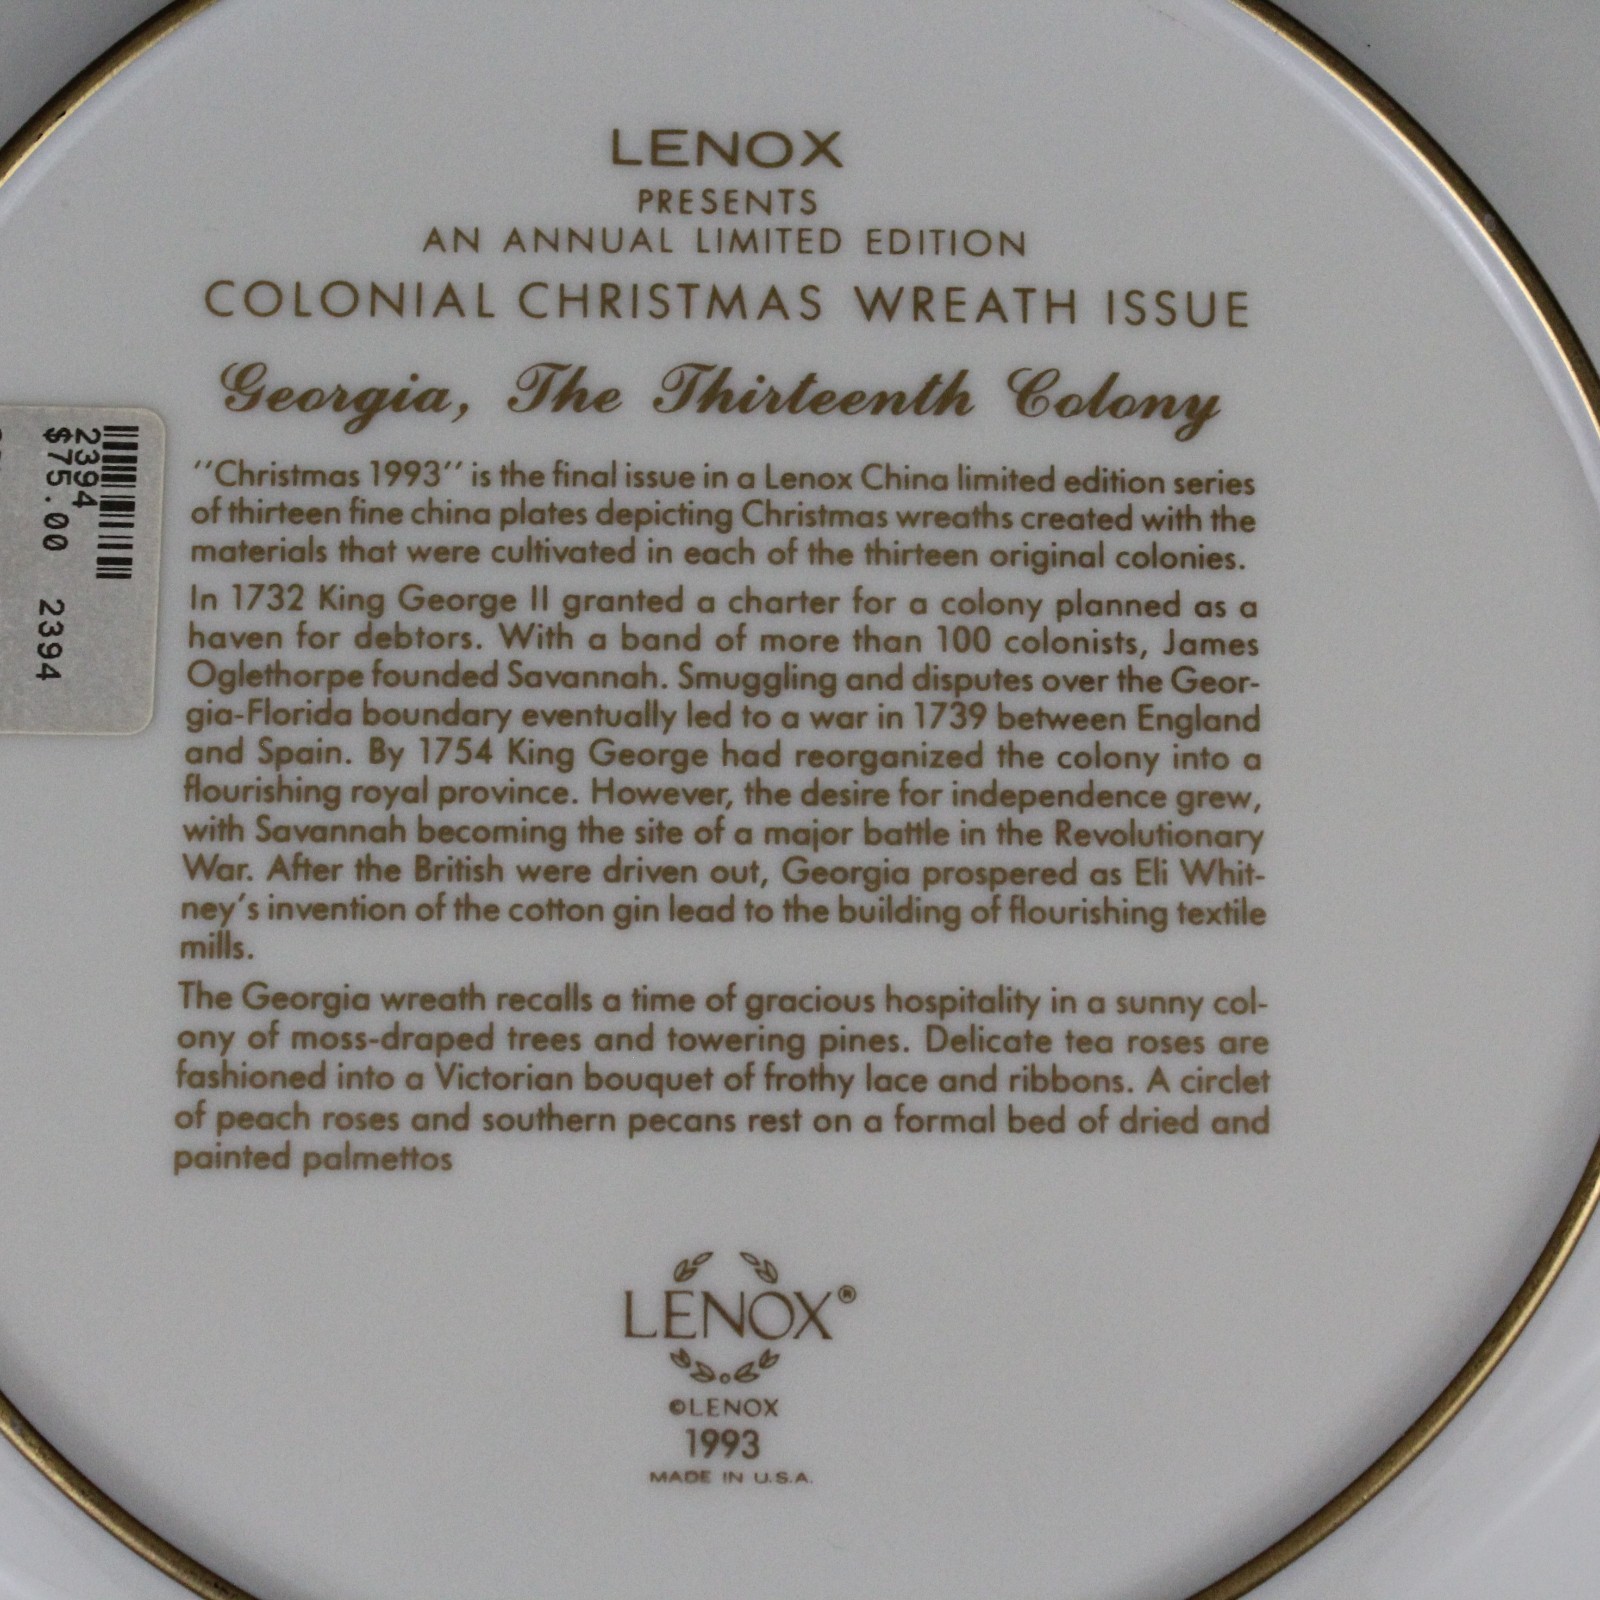 LENOX
PRESENTS
AN ANNUAL LIMITED EDITION
COLONIAL CHRISTMAS WREATH ISSUE
Georgia, The Thirteenth Colony
''Christmas 1993'' is the final issue in a Lenox China limited edition series
of thirteen fine china plates depicting Christmas wreaths created with the
materials that were cultivated in each of the thirteen original colonies.
In 1732 King George II granted a charter for a colony planned as a
haven for debtors. With a band of more than 100 colonists, James
Oglethorpe founded Savannah. Smuggling and disputes over the Geor-
gia-Florida boundary eventually led to a war in 1739 between England
and Spain. By 1754 King George had reorganized the colony into a
flourishing royal province. However, the desire for independence grew,
with Savannah becoming the site of a major battle in the Revolutionary
War. After the British were driven out, Georgia prospered as Eli Whit-
ney's invention of the cotton gin lead to the building of flourishing textile
mills.
The Georgia wreath recalls a time of gracious hospitality in a sunny col-
ony of moss-draped trees and towering pines. Delicate tea roses are
fashioned into a Victorian bouquet of frothy lace and ribbons. A circlet
of peach roses and southern pecans rest on a formal bed of dried and
painted palmettos
LENOX®
©LENOX
1993
MADE IN U.S.A.
2394
$75.00 2394